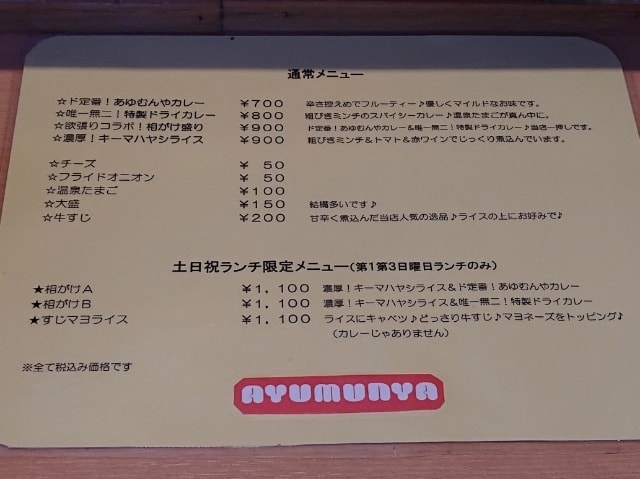 通常メニュー
☆ド定番!あゆむんやカレー ￥700 辛さ控えめでフルーティー♪優しくマイルドなお味です。
☆唯一無二!特製ドライカレー ￥800 粗びきミンチのスパイシーカレー♪温泉たまごが真ん中に。
☆欲張りコラボ!相がけ盛り ￥900 ド定番!あゆむんやカレー&唯一無二!特製ドライカレー♪当店一押しです。
☆濃厚!キーマハヤシライス ￥900 粗びきミンチ&トマト&赤ワインでじっくり煮込んでいます。
☆チーズ ￥ 50
☆フライドオニオン ￥ 50
☆温泉たまご ￥100
☆大盛 ￥150 結構多いです♪
☆牛すじ ￥200 甘辛く煮込んだ当店人気の逸品♪ライスの上にお好みで♪
土日祝ランチ限定メニュー(第1第3日曜日ランチのみ)
★相がけA ￥1,100 濃厚!キーマハヤシライス&ド定番!あゆむんやカレー
★相がけB ￥1,100 濃厚!キーマハヤシライス&唯一無二!特製ドライカレー
★すじマヨライス ￥1,100 ライスにキャベツ♪どっさり牛すじ♪マヨネーズをトッピング♪
(カレーじゃありません)
※全て税込み価格です
AYUMUNYA